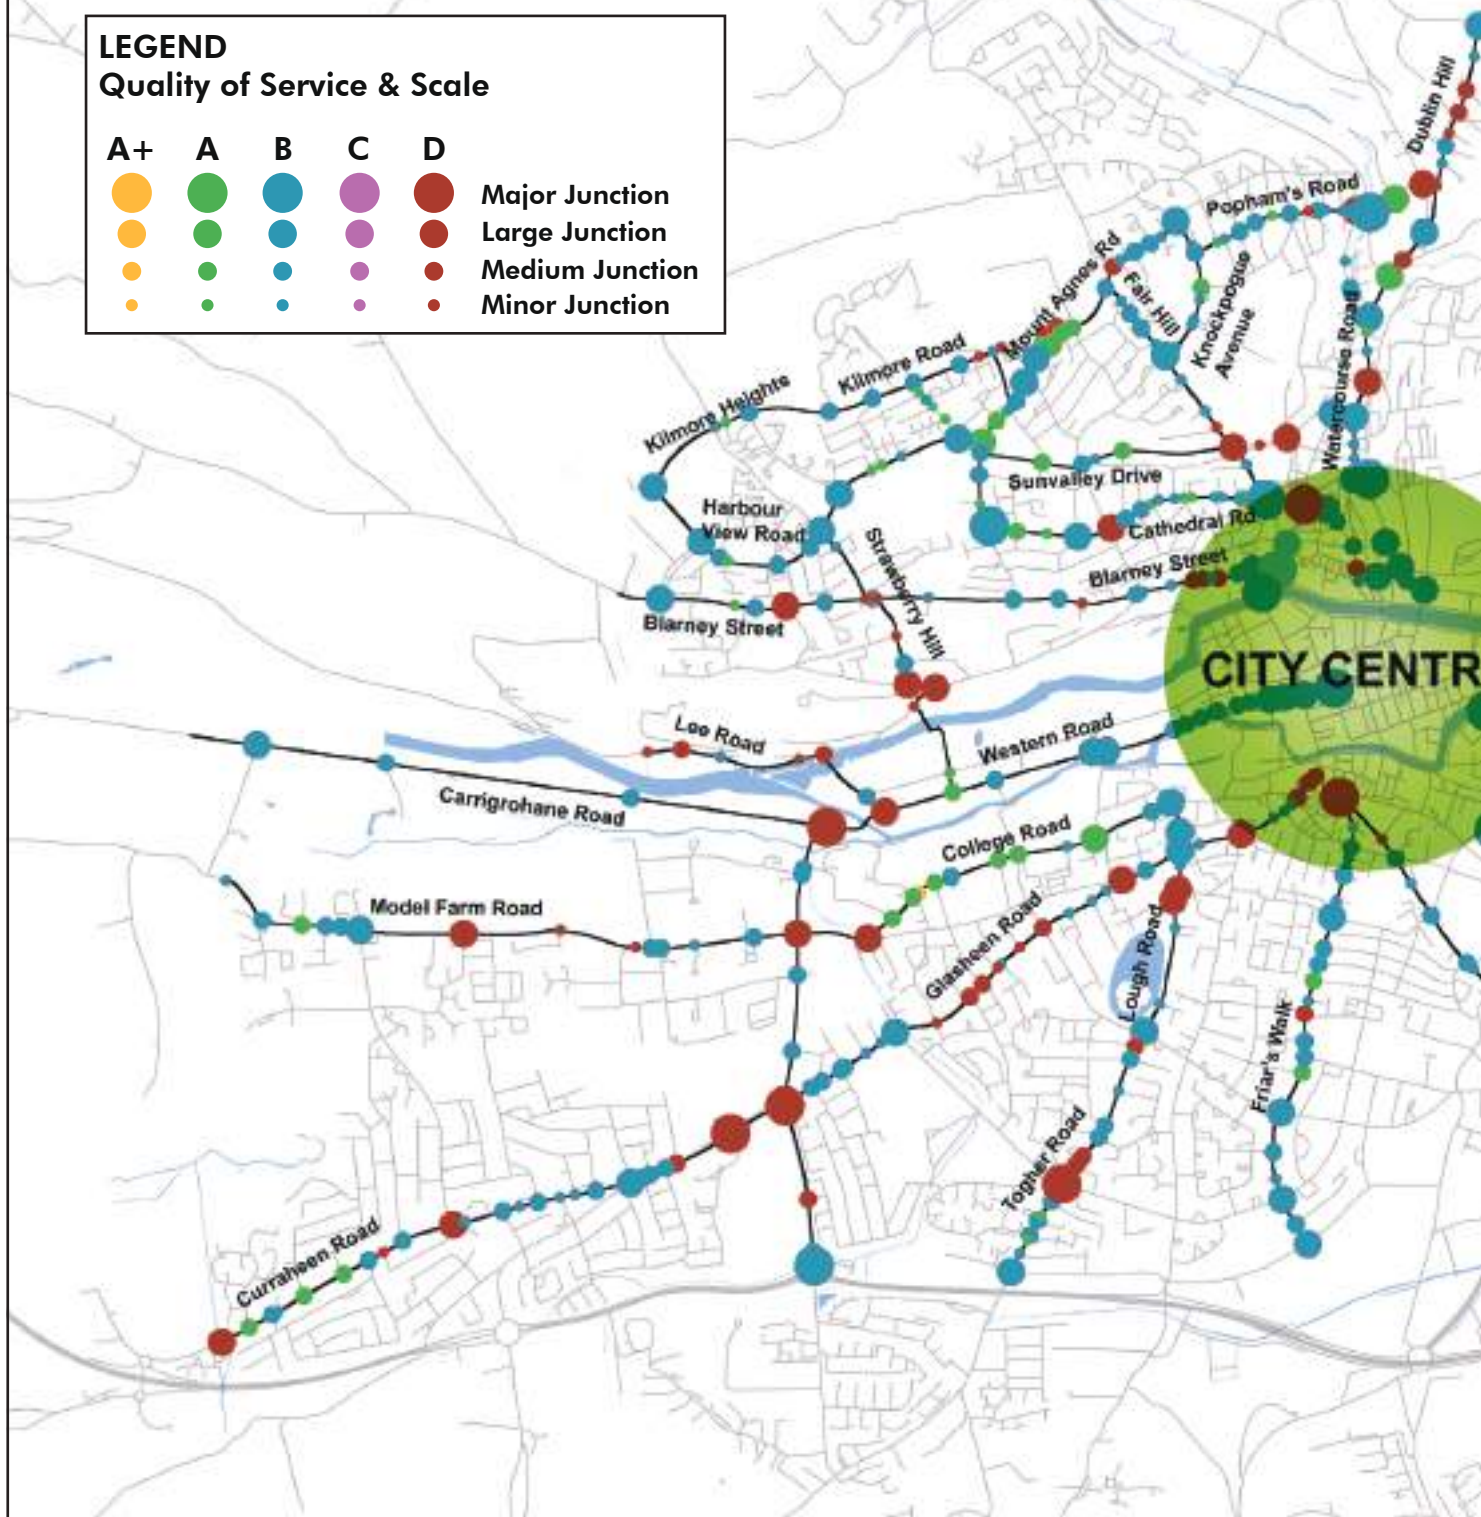 LEGEND
Quality of Service & Scale
A+ A B C D
Major Junction
Large Junction
Medium Junction
Minor Junction
Dublin Hill
Popham's Road
Mount Agnes Rd
Fair Hill
Knockpogue
Avenue
Watercourse Road
Kilmore Road
Kilmore Heights
Harbour
View Road
Sunvalley Drive
Cathedral Rd
Strawberry Hill
Blarney Street
Blarney Street
CITY CENTR
Lee Road
Western Road
Carrigrohane Road
College Road
Model Farm Road
Glasheen Road
Lough Road
Friar's Walk
Togher Road
Curraheen Road